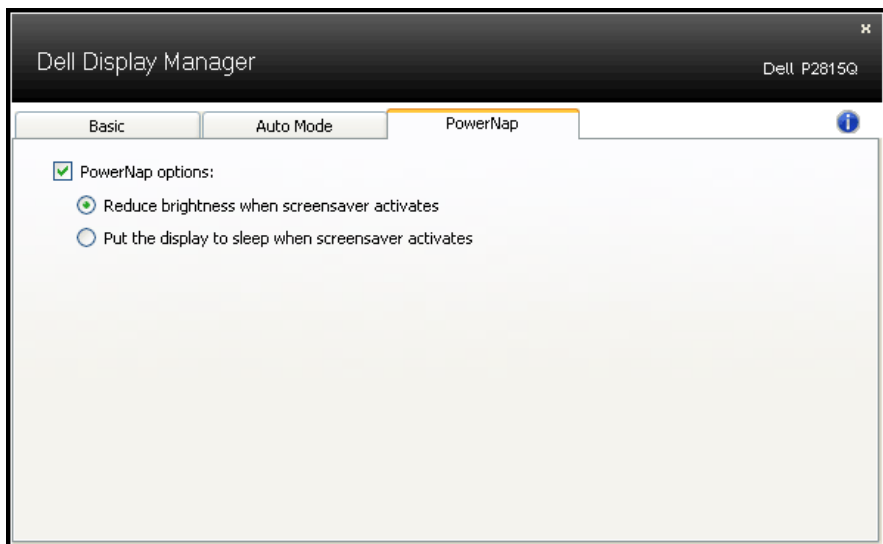 Dell Display Manager
Dell P2815Q
Basic
Auto Mode
PowerNap
PowerNap options:
Reduce brightness when screensaver activates
Put the display to sleep when screensaver activates